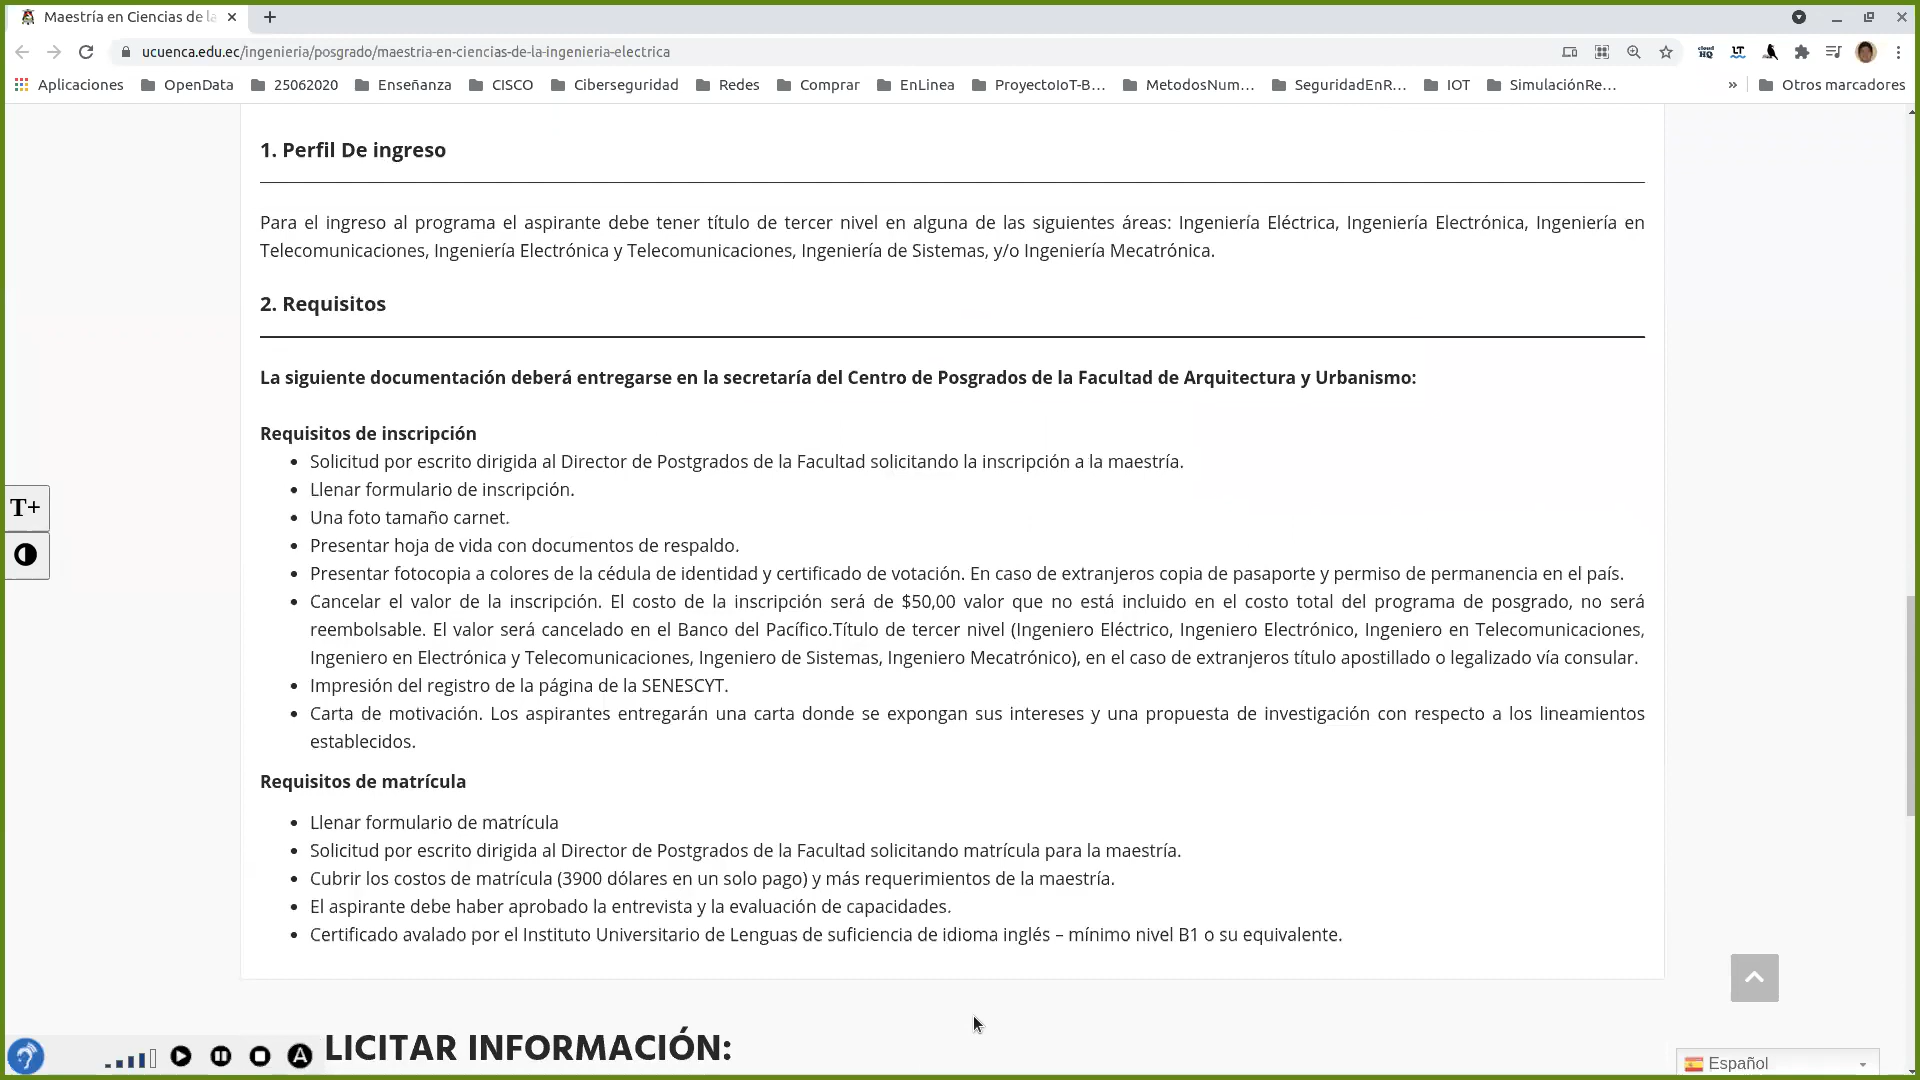 Maestría en Ciencias de la
ucuenca.edu.ec/ingenieria/posgrado/maestria-en-ciencias-de-la-ingenieria-electrica
Aplicaciones OpenData 25062020 Enseñanza CISCO Ciberseguridad Redes Comprar EnLinea ProyectoIoT-B... MetodosNum... SeguridadEnR... IOT SimulaciónRe... » Otros marcadores
1. Perfil De ingreso
Para el ingreso al programa el aspirante debe tener título de tercer nivel en alguna de las siguientes áreas: Ingeniería Eléctrica, Ingeniería Electrónica, Ingeniería en
Telecomunicaciones, Ingeniería Electrónica y Telecomunicaciones, Ingeniería de Sistemas, y/o Ingeniería Mecatrónica.
2. Requisitos
La siguiente documentación deberá entregarse en la secretaría del Centro de Posgrados de la Facultad de Arquitectura y Urbanismo:
Requisitos de inscripción
• Solicitud por escrito dirigida al Director de Postgrados de la Facultad solicitando la inscripción a la maestría.
• Llenar formulario de inscripción.
• Una foto tamaño carnet.
• Presentar hoja de vida con documentos de respaldo.
• Presentar fotocopia a colores de la cédula de identidad y certificado de votación. En caso de extranjeros copia de pasaporte y permiso de permanencia en el país.
• Cancelar el valor de la inscripción. El costo de la inscripción será de $50,00 valor que no está incluido en el costo total del programa de posgrado, no será
reembolsable. El valor será cancelado en el Banco del Pacífico.Título de tercer nivel (Ingeniero Eléctrico, Ingeniero Electrónico, Ingeniero en Telecomunicaciones,
Ingeniero en Electrónica y Telecomunicaciones, Ingeniero de Sistemas, Ingeniero Mecatrónico), en el caso de extranjeros título apostillado o legalizado vía consular.
• Impresión del registro de la página de la SENESCYT.
• Carta de motivación. Los aspirantes entregarán una carta donde se expongan sus intereses y una propuesta de investigación con respecto a los lineamientos
establecidos.
Requisitos de matrícula
• Llenar formulario de matrícula
• Solicitud por escrito dirigida al Director de Postgrados de la Facultad solicitando matrícula para la maestría.
• Cubrir los costos de matrícula (3900 dólares en un solo pago) y más requerimientos de la maestría.
• El aspirante debe haber aprobado la entrevista y la evaluación de capacidades.
• Certificado avalado por el Instituto Universitario de Lenguas de suficiencia de idioma inglés – mínimo nivel B1 o su equivalente.
T+
A
LICITAR INFORMACIÓN:
Español